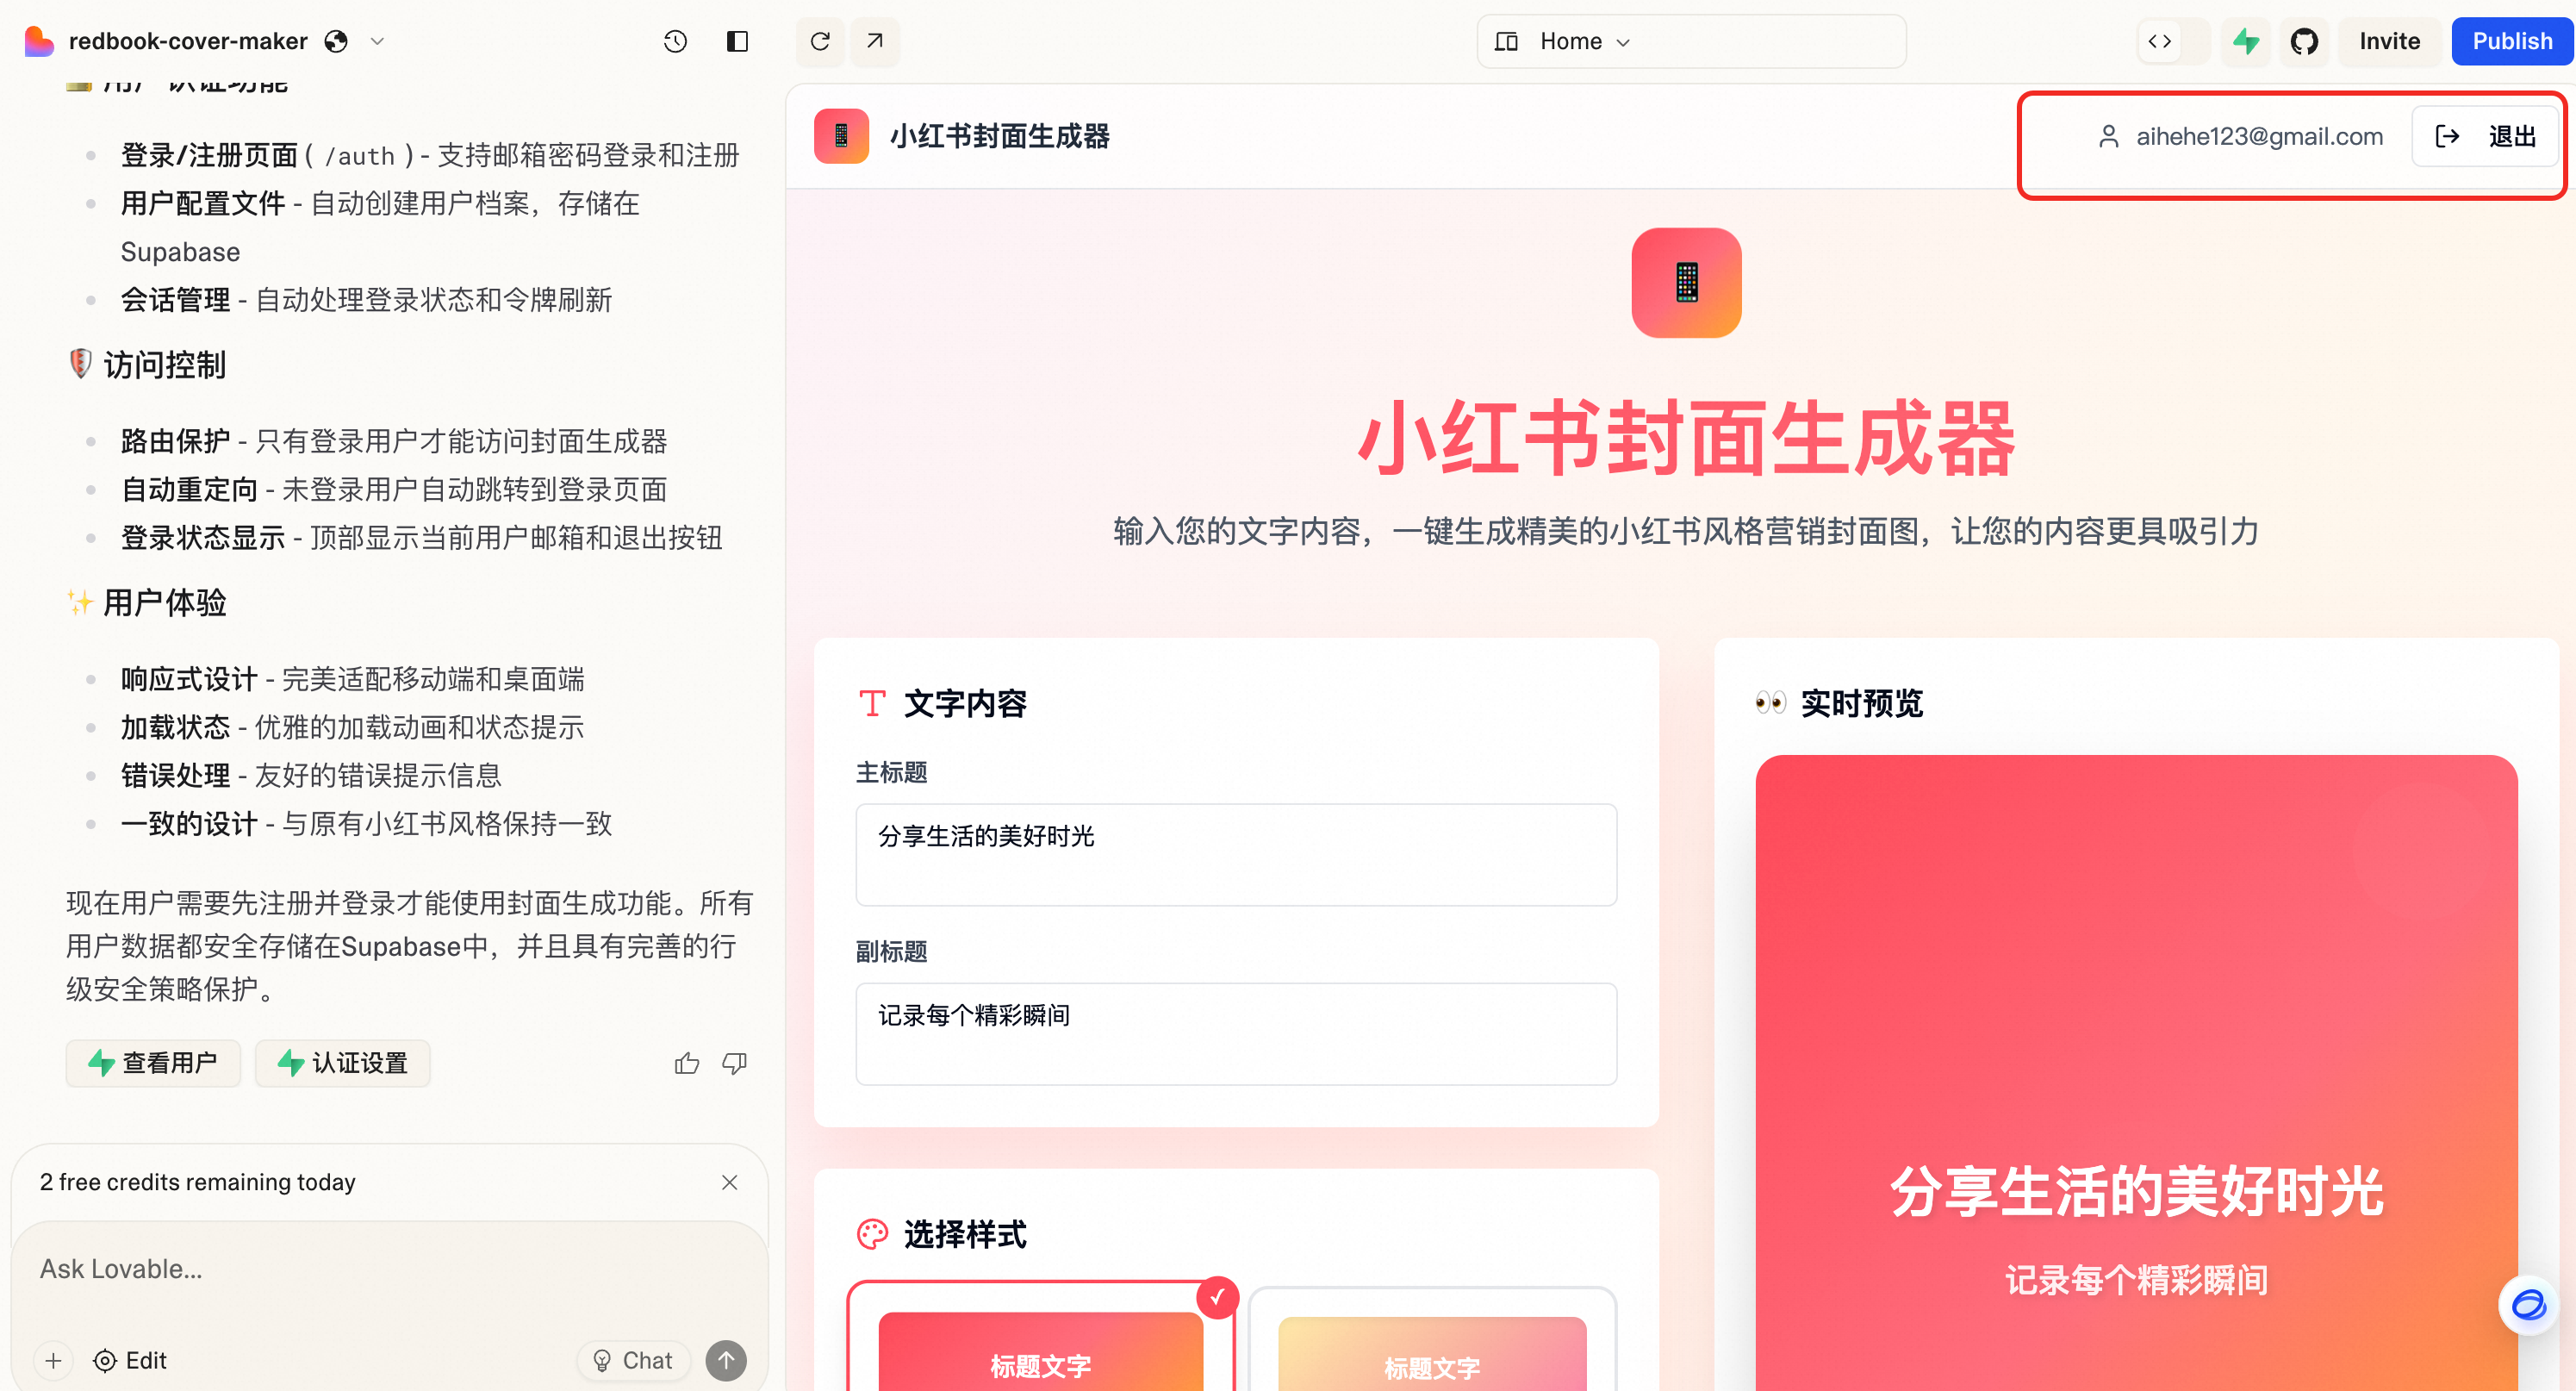 redbook-cover-maker
Home
Invite
Publish
用户认证功能
登录/注册页面 ( /auth ) - 支持邮箱密码登录和注册
用户配置文件 - 自动创建用户档案，存储在
Supabase
会话管理 - 自动处理登录状态和令牌刷新
访问控制
路由保护 - 只有登录用户才能访问封面生成器
自动重定向 - 未登录用户自动跳转到登录页面
登录状态显示 - 顶部显示当前用户邮箱和退出按钮
用户体验
响应式设计 - 完美适配移动端和桌面端
加载状态 - 优雅的加载动画和状态提示
错误处理 - 友好的错误提示信息
一致的设计 - 与原有小红书风格保持一致
现在用户需要先注册并登录才能使用封面生成功能。所有
用户数据都安全存储在Supabase中，并且具有完善的行
级安全策略保护。
查看用户
认证设置
2 free credits remaining today
Ask Lovable...
Edit
Chat
小红书封面生成器
aihehe123@gmail.com
退出
小红书封面生成器
输入您的文字内容，一键生成精美的小红书风格营销封面图，让您的内容更具吸引力
文字内容
主标题
分享生活的美好时光
副标题
记录每个精彩瞬间
选择样式
标题文字
标题文字
实时预览
分享生活的美好时光
记录每个精彩瞬间